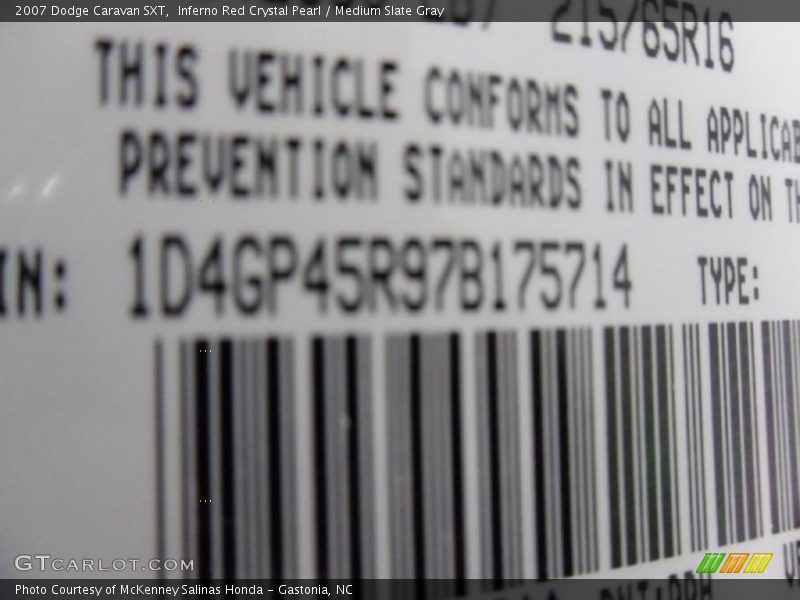 2007 Dodge Caravan SXT,  Inferno Red Crystal Pearl / Medium Slate Gray
215/65R16
THIS VEHICLE CONFORMS TO ALL APPLICAB
PREVENTION STANDARDS IN EFFECT ON TH
IN: 1D4GP45R97B175714 TYPE:
GTCARLOT.COM
Photo Courtesy of McKenney Salinas Honda - Gastonia, NC